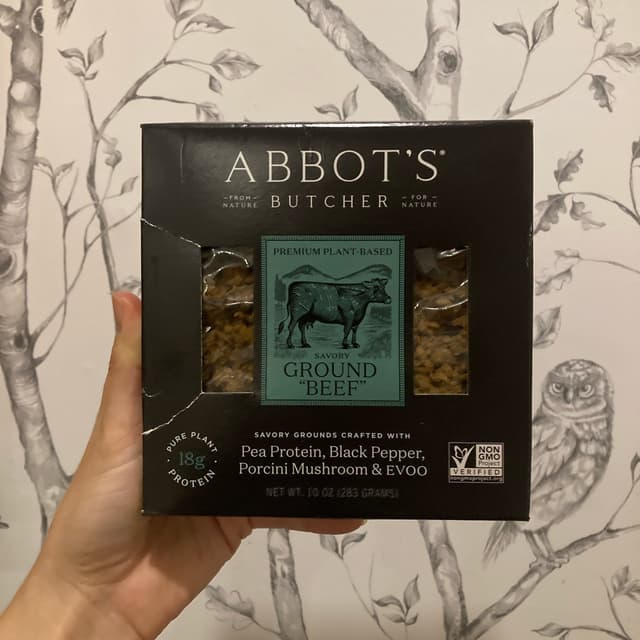 ABBOT'S®
–FROM–
NATURE
BUTCHER
–FOR–
NATURE
PREMIUM PLANT-BASED
SAVORY
GROUND
"BEEF"
SAVORY GROUNDS CRAFTED WITH
Pea Protein, Black Pepper,
Porcini Mushroom & EVOO
NET WT. 10 OZ (283 GRAMS)
PURE PLANT
18g
PROTEIN
NON
GMO
Project
VERIFIED
nongmoproject.org